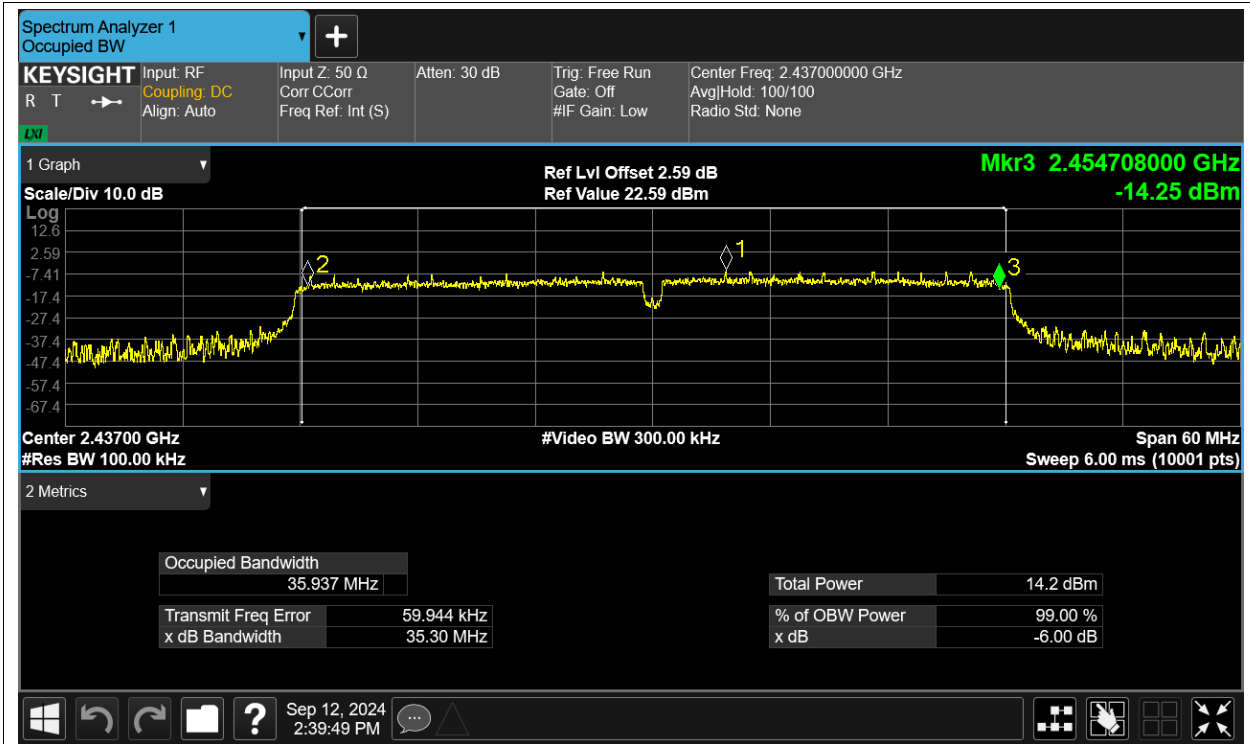 Spectrum Analyzer 1
Occupied BW
KEYSIGHT
R T
LXI
Input: RF
Coupling: DC
Align: Auto
Input Z: 50 Ω
Corr CCorr
Freq Ref: Int (S)
Atten: 30 dB
Trig: Free Run
Gate: Off
#IF Gain: Low
Center Freq: 2.437000000 GHz
Avg|Hold: 100/100
Radio Std: None
1 Graph
Scale/Div 10.0 dB
Ref Lvl Offset 2.59 dB
Ref Value 22.59 dBm
Mkr3 2.454708000 GHz
-14.25 dBm
Log
12.6
2.59
-7.41
-17.4
-27.4
-37.4
-47.4
-57.4
-67.4
2
1
3
Center 2.43700 GHz
#Res BW 100.00 kHz
#Video BW 300.00 kHz
Span 60 MHz
Sweep 6.00 ms (10001 pts)
2 Metrics
Occupied Bandwidth
35.937 MHz
Transmit Freq Error 59.944 kHz
x dB Bandwidth 35.30 MHz
Total Power 14.2 dBm
% of OBW Power 99.00 %
x dB -6.00 dB
?
Sep 12, 2024
2:39:49 PM